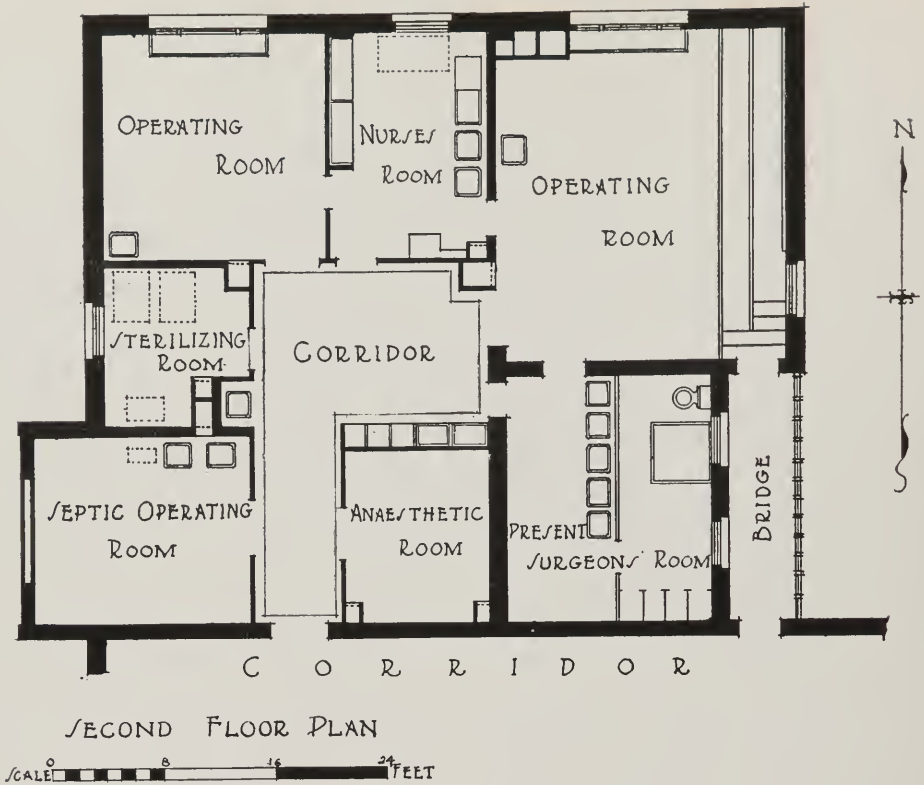 OPERATING
ROOM
NURSES
ROOM
OPERATING
ROOM
N
STERILIZING
ROOM
CORRIDOR
S
SEPTIC OPERATING
ROOM
ANAESTHETIC
ROOM
PRESENT
SURGEONS' ROOM
BRIDGE
CORRIDOR
SECOND FLOOR PLAN
SCALE 0 8 16 24 FEET